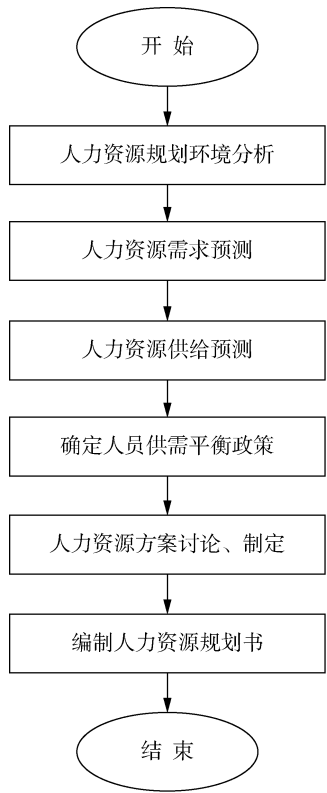 开 始
人力资源规划环境分析
人力资源需求预测
人力资源供给预测
确定人员供需平衡政策
人力资源方案讨论、制定
编制人力资源规划书
结 束